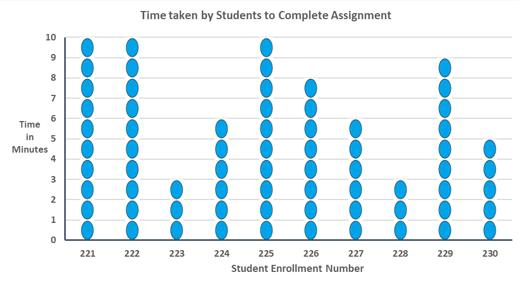 Time taken by Students to Complete Assignment
10
9
8
7
6
5
4
3
2
1
0
Time
in
Minutes
221 222 223 224 225 226 227 228 229 230
Student Enrollment Number